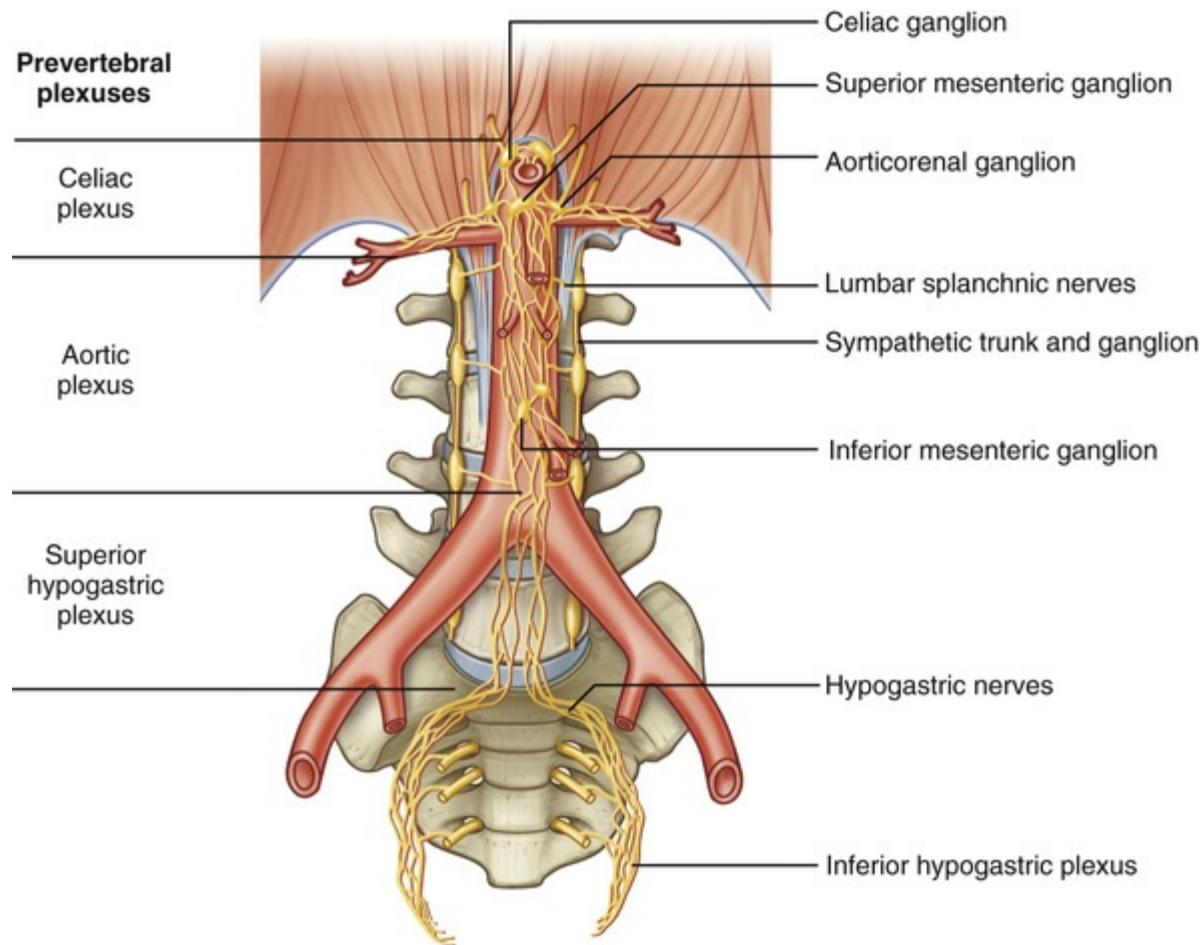 Prevertebral
plexuses
Celiac
plexus
Aortic
plexus
Superior
hypogastric
plexus
Celiac ganglion
Superior mesenteric ganglion
Aorticorenal ganglion
Lumbar splanchnic nerves
Sympathetic trunk and ganglion
Inferior mesenteric ganglion
Hypogastric nerves
Inferior hypogastric plexus